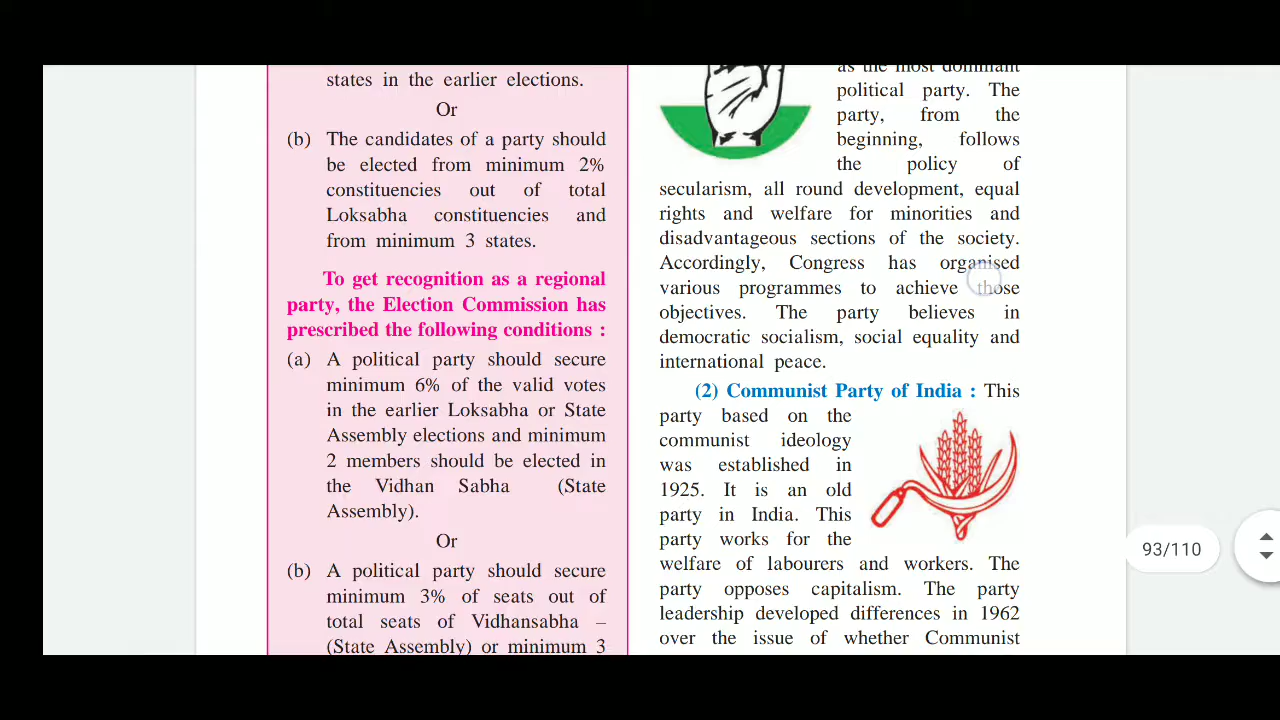 states in the earlier elections.
Or
(b) The candidates of a party should
be elected from minimum 2%
constituencies out of total
Loksabha constituencies and
from minimum 3 states.
To get recognition as a regional
party, the Election Commission has
prescribed the following conditions :
(a) A political party should secure
minimum 6% of the valid votes
in the earlier Loksabha or State
Assembly elections and minimum
2 members should be elected in
the Vidhan Sabha (State
Assembly).
Or
(b) A political party should secure
minimum 3% of seats out of
total seats of Vidhansabha –
(State Assembly) or minimum 3
as the most dominant
political party. The
party, from the
beginning, follows
the policy of
secularism, all round development, equal
rights and welfare for minorities and
disadvantageous sections of the society.
Accordingly, Congress has organised
various programmes to achieve those
objectives. The party believes in
democratic socialism, social equality and
international peace.
(2) Communist Party of India : This
party based on the
communist ideology
was established in
1925. It is an old
party in India. This
party works for the
welfare of labourers and workers. The
party opposes capitalism. The party
leadership developed differences in 1962
over the issue of whether Communist
93/110